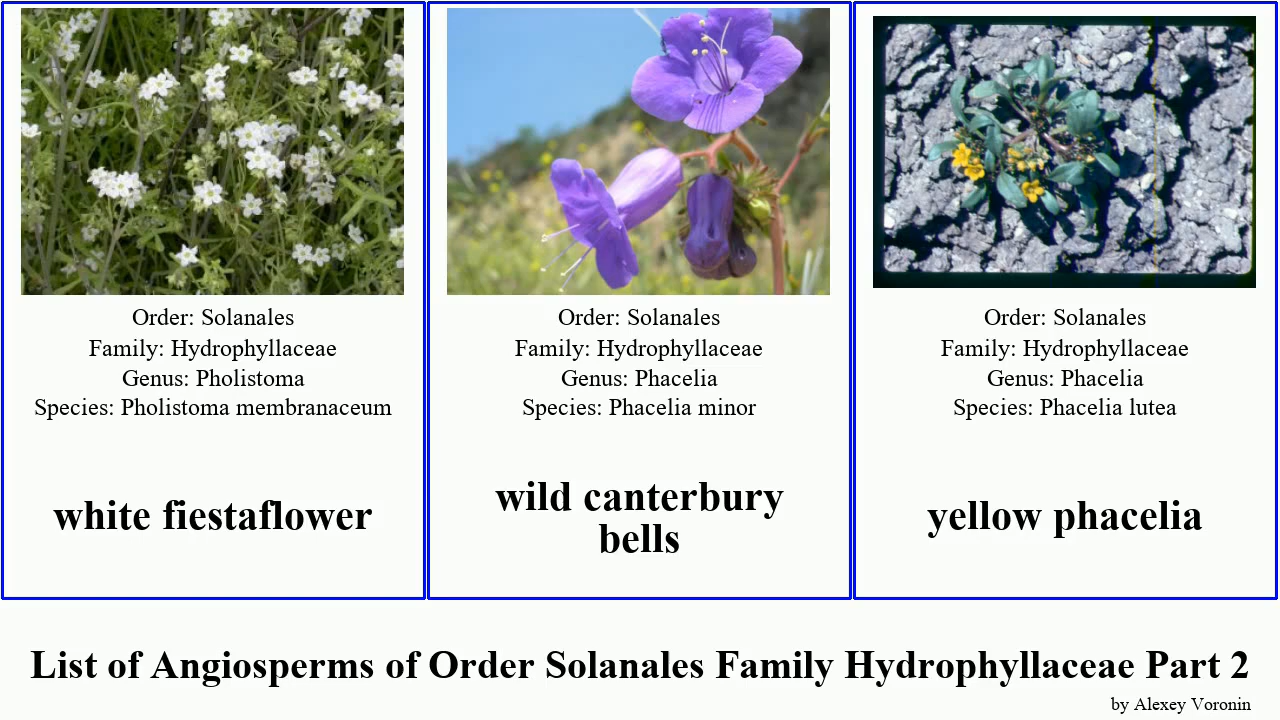 Order: Solanales
Family: Hydrophyllaceae
Genus: Pholistoma
Species: Pholistoma membranaceum
white fiestaflower
Order: Solanales
Family: Hydrophyllaceae
Genus: Phacelia
Species: Phacelia minor
wild canterbury
bells
Order: Solanales
Family: Hydrophyllaceae
Genus: Phacelia
Species: Phacelia lutea
yellow phacelia
List of Angiosperms of Order Solanales Family Hydrophyllaceae Part 2
by Alexey Voronin